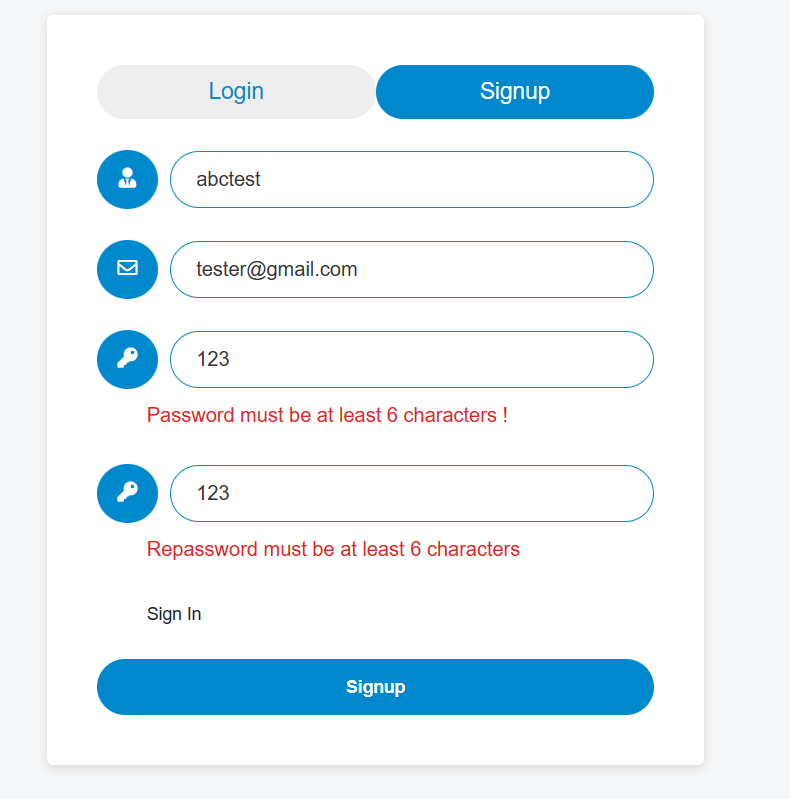 Login
Signup
abctest
tester@gmail.com
123
Password must be at least 6 characters !
123
Repassword must be at least 6 characters
Sign In
Signup